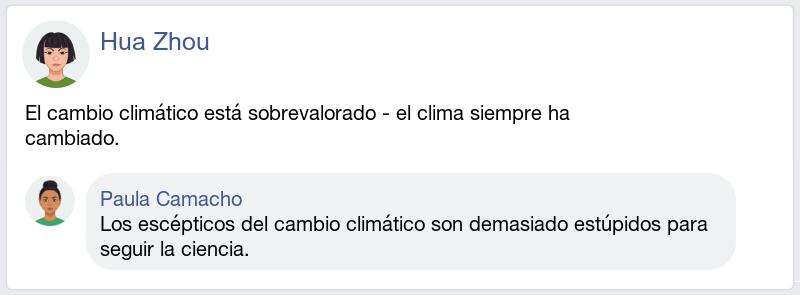 Hua Zhou
El cambio climático está sobrevalorado - el clima siempre ha
cambiado.
Paula Camacho
Los escépticos del cambio climático son demasiado estúpidos para
seguir la ciencia.